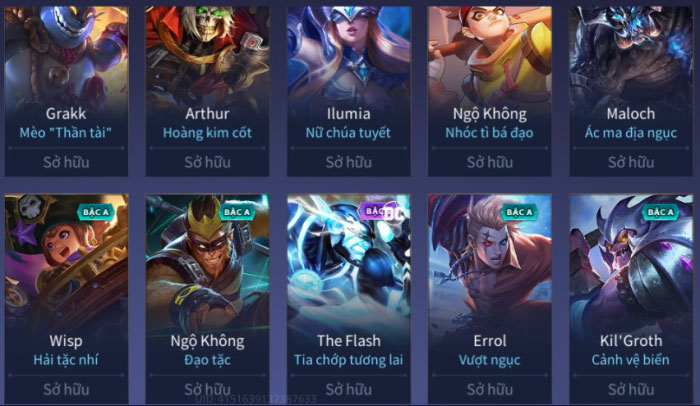 Grakk Arthur Ilumia Ngộ Không Maloch
Mèo "Thần tài" Hoàng kim cốt Nữ chúa tuyết Nhóc tì bá đạo Ác ma địa ngục
Sở hữu Sở hữu Sở hữu Sở hữu Sở hữu
BẬC A BẬC A DC BẬC A BẬC A
Wisp Ngộ Không The Flash Errol Kil'Groth
Hải tặc nhí Đạo tặc Tia chớp tương lai Vượt ngục Cảnh vệ biển
Sở hữu Sở hữu Sở hữu Sở hữu Sở hữu